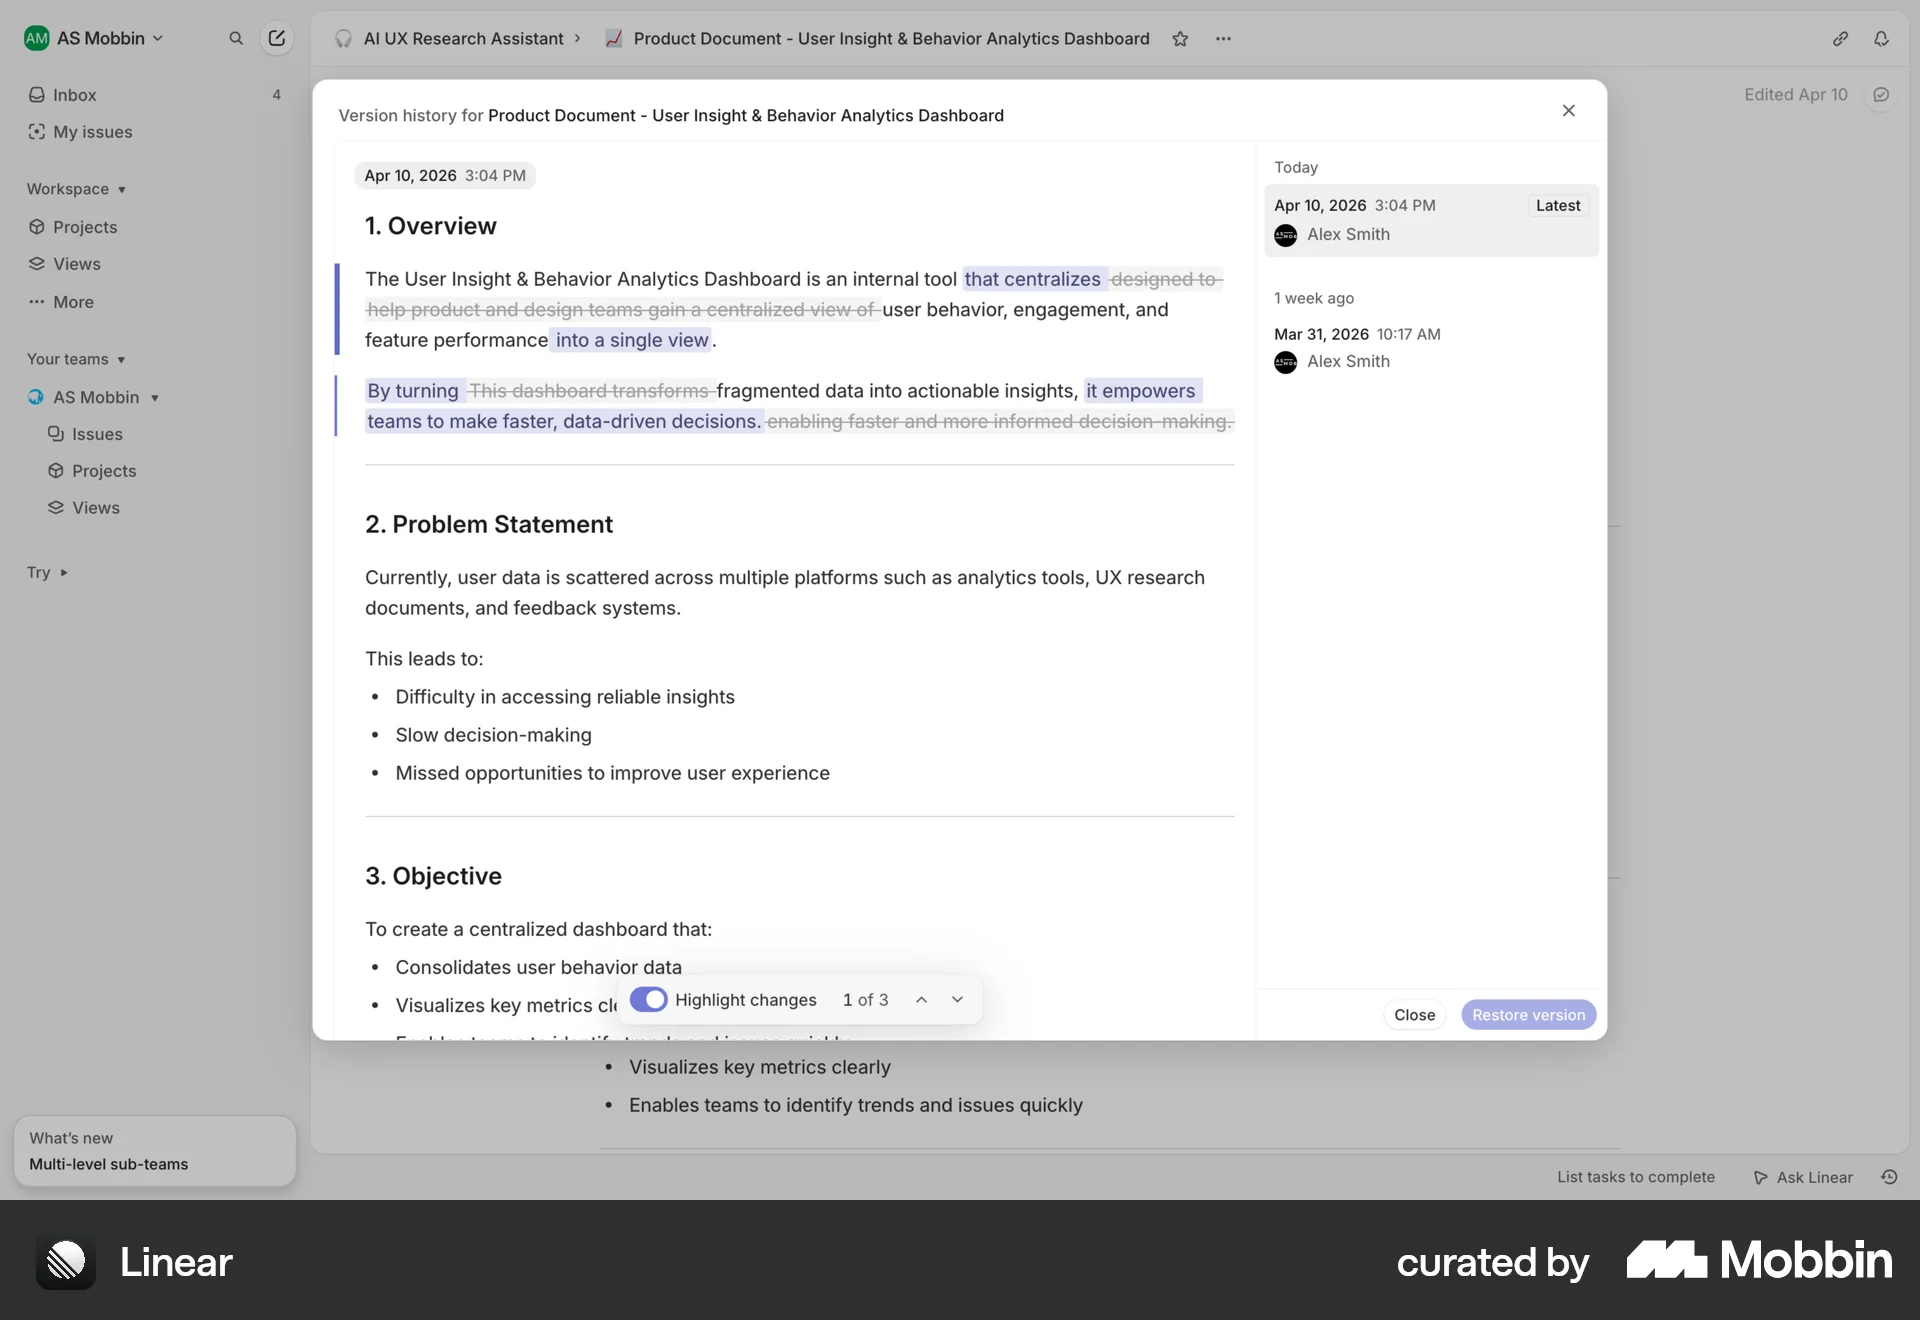 AM AS Mobbin
AI UX Research Assistant
Product Document - User Insight & Behavior Analytics Dashboard
Inbox 4
My issues
Workspace
Projects
Views
More
Your teams
AS Mobbin
Issues
Projects
Views
Try
Edited Apr 10
Version history for Product Document - User Insight & Behavior Analytics Dashboard
Apr 10, 2026 3:04 PM
1. Overview
The User Insight & Behavior Analytics Dashboard is an internal tool that centralizes designed to
help product and design teams gain a centralized view of user behavior, engagement, and
feature performance into a single view.
By turning This dashboard transforms fragmented data into actionable insights, it empowers
teams to make faster, data-driven decisions. enabling faster and more informed decision-making.
2. Problem Statement
Currently, user data is scattered across multiple platforms such as analytics tools, UX research
documents, and feedback systems.
This leads to:
• Difficulty in accessing reliable insights
• Slow decision-making
• Missed opportunities to improve user experience
3. Objective
To create a centralized dashboard that:
• Consolidates user behavior data
• Visualizes key metrics cle
Enables teams to identify trends and issues quickly
Highlight changes 1 of 3
Today
Apr 10, 2026 3:04 PM Latest
Alex Smith
1 week ago
Mar 31, 2026 10:17 AM
Alex Smith
Close
Restore version
• Visualizes key metrics clearly
• Enables teams to identify trends and issues quickly
What's new
Multi-level sub-teams
List tasks to complete
Ask Linear
Linear
curated by
Mobbin